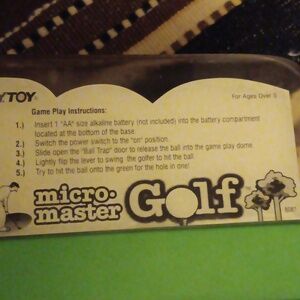 Y.TOY®
Game Play Instructions:
For Ages Over 5
1.) Insert 1 "AA" size alkaline battery (not included) into the battery compartment
located at the bottom of the base.
2.) Switch the power switch to the "on" position.
3.) Slide open the "Ball Trap" door to release the ball into the game play dome.
4.) Lightly flip the lever to swing the golfer to hit the ball.
5.) Try to hit the ball onto the green for the hole in one!
micro-
master Golf™